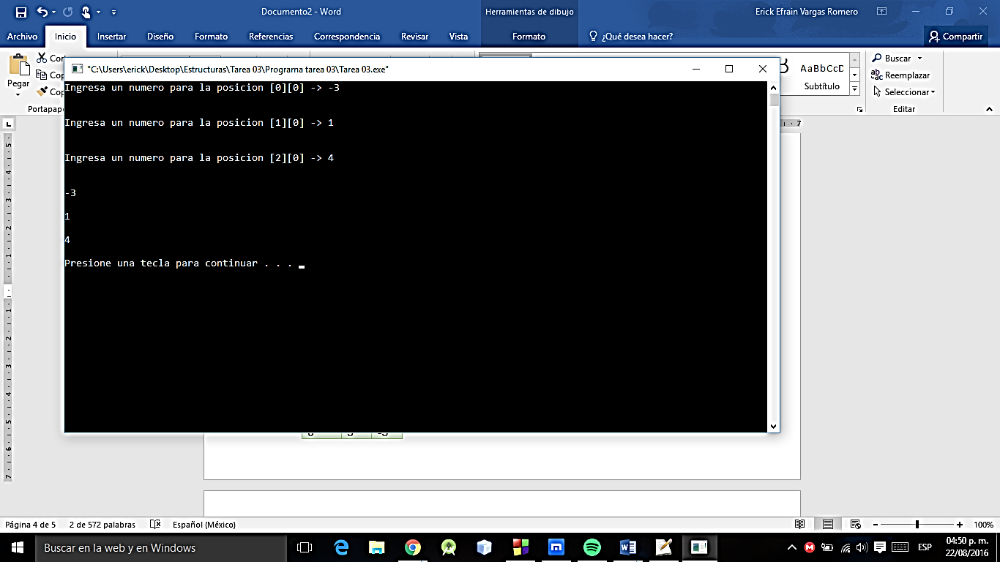 Documento2 - Word
Herramientas de dibujo
Erick Efrain Vargas Romero
Archivo
Inicio
Insertar
Diseño
Formato
Referencias
Correspondencia
Revisar
Vista
Formato
¿Qué desea hacer?
Compartir
Pegar
Buscar
Reemplazar
Seleccionar
AaBbCcD
Subtítulo
Editar
"C:\Users\erick\Desktop\Estructuras\Tarea 03\Programa tarea 03\Tarea 03.exe"
Ingresa un numero para la posicion [0][0] -> -3
Ingresa un numero para la posicion [1][0] -> 1
Ingresa un numero para la posicion [2][0] -> 4
-3
1
4
Presione una tecla para continuar . . .
Página 4 de 5
2 de 572 palabras
Español (México)
100%
Buscar en la web y en Windows
ESP
04:50 p. m.
22/08/2016